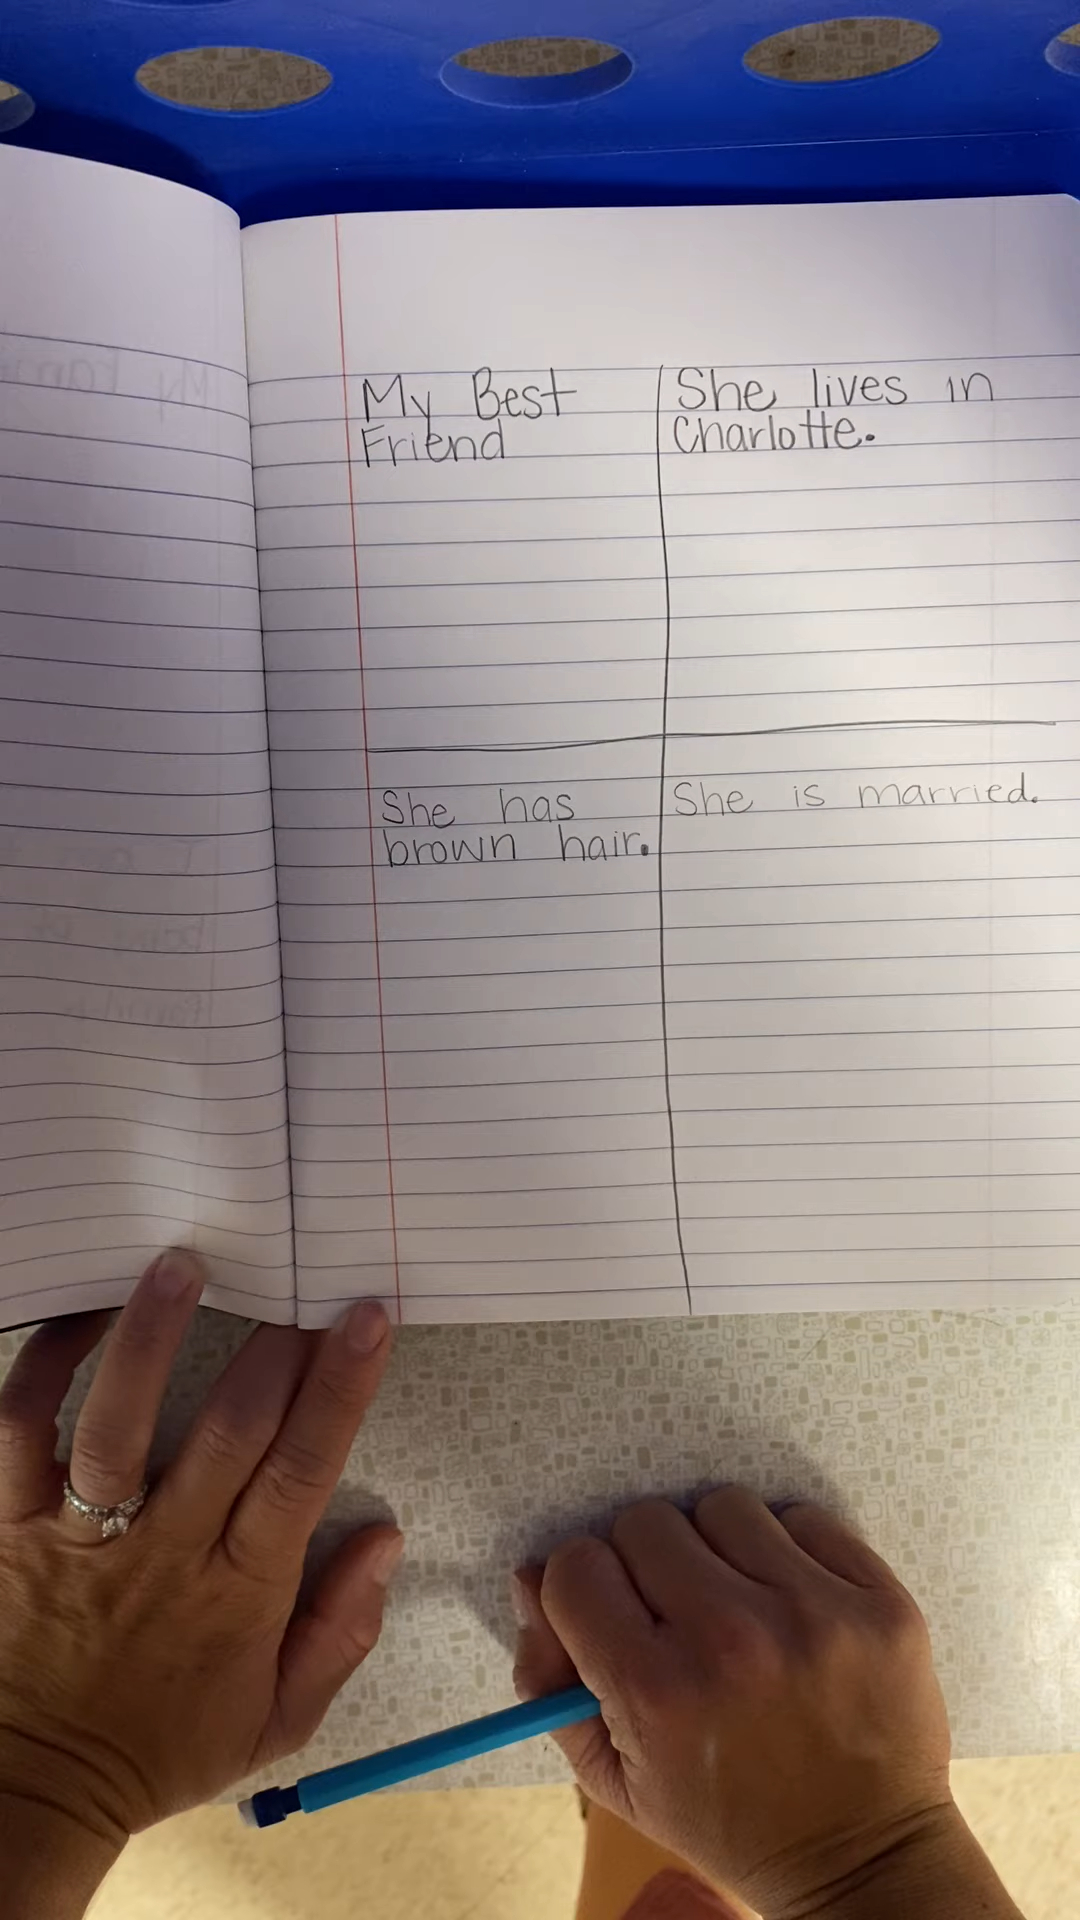 My Best
Friend
She lives in
Charlotte.
She has
brown hair.
She is married.